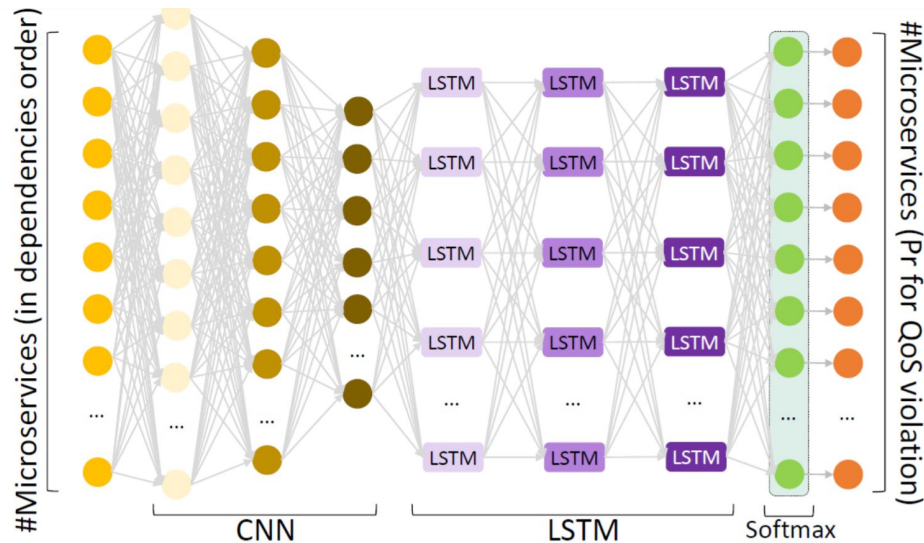 #Microservices (in dependencies order)
LSTM LSTM LSTM
LSTM LSTM LSTM
LSTM LSTM LSTM
LSTM LSTM LSTM
...
... ... ... ... ... ... ... ...
LSTM LSTM LSTM
CNN LSTM Softmax
#Microservices (Pr for QoS violation)